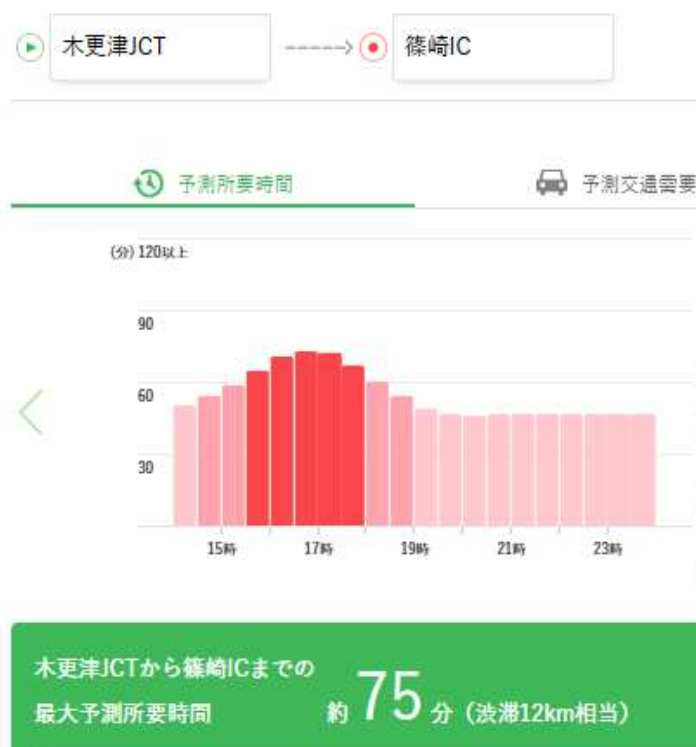 木更津JCT
篠崎IC
予測所要時間
予測交通需要
(分) 120以上
90
60
30
15時 17時 19時 21時 23時
木更津JCTから篠崎ICまでの
最大予測所要時間 約 75 分（渋滞12km相当）